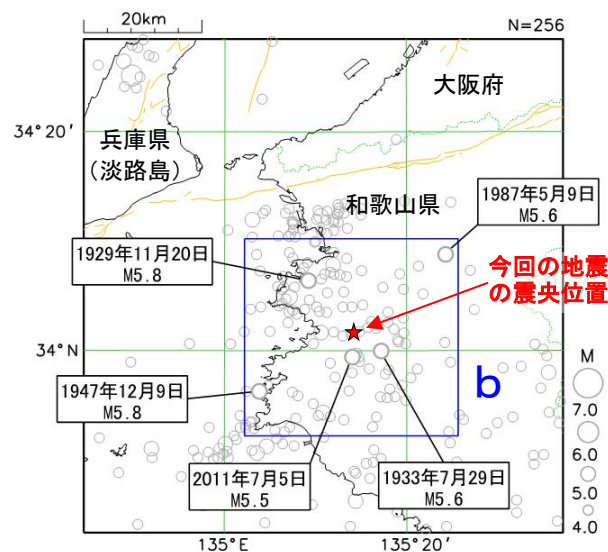 20km
N=256
大阪府
34°20′
兵庫県
（淡路島）
和歌山県
1987年5月9日
M5.6
1929年11月20日
M5.8
今回の地震
の震央位置
34°N
M
b
7.0
1947年12月9日
M5.8
6.0
2011年7月5日
M5.5
1933年7月29日
M5.6
5.0
4.0
135°E
135°20′